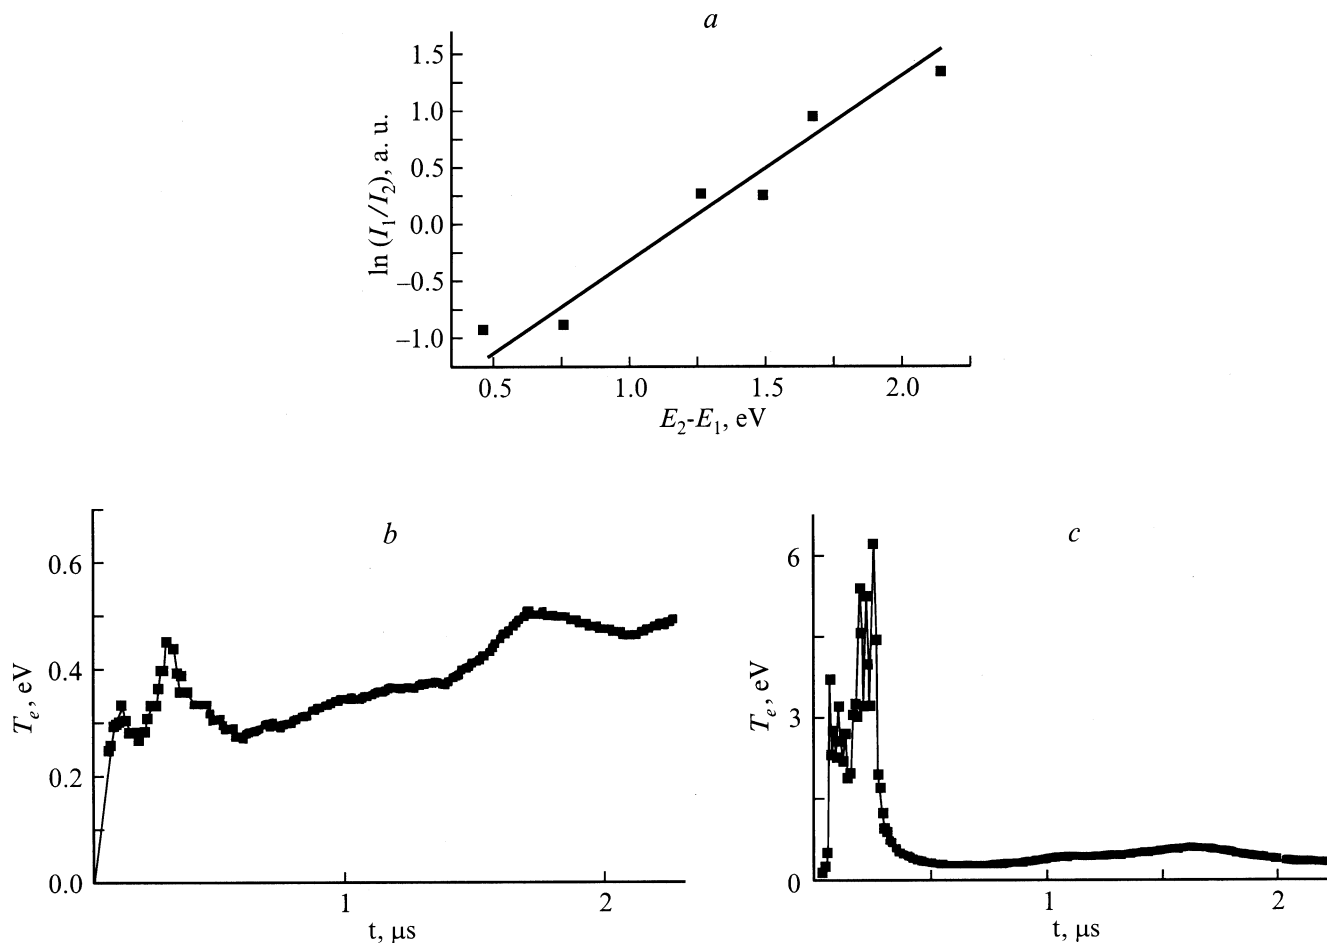 a
1.5
1.0
0.5
0.0
–0.5
–1.0
ln (I1/I2), a. u.
0.5 1.0 1.5 2.0
E2-E1, eV
b
0.6
0.4
0.2
0.0
Te, eV
1 2
t, μs
c
6
3
0
Te, eV
1 2
t, μs